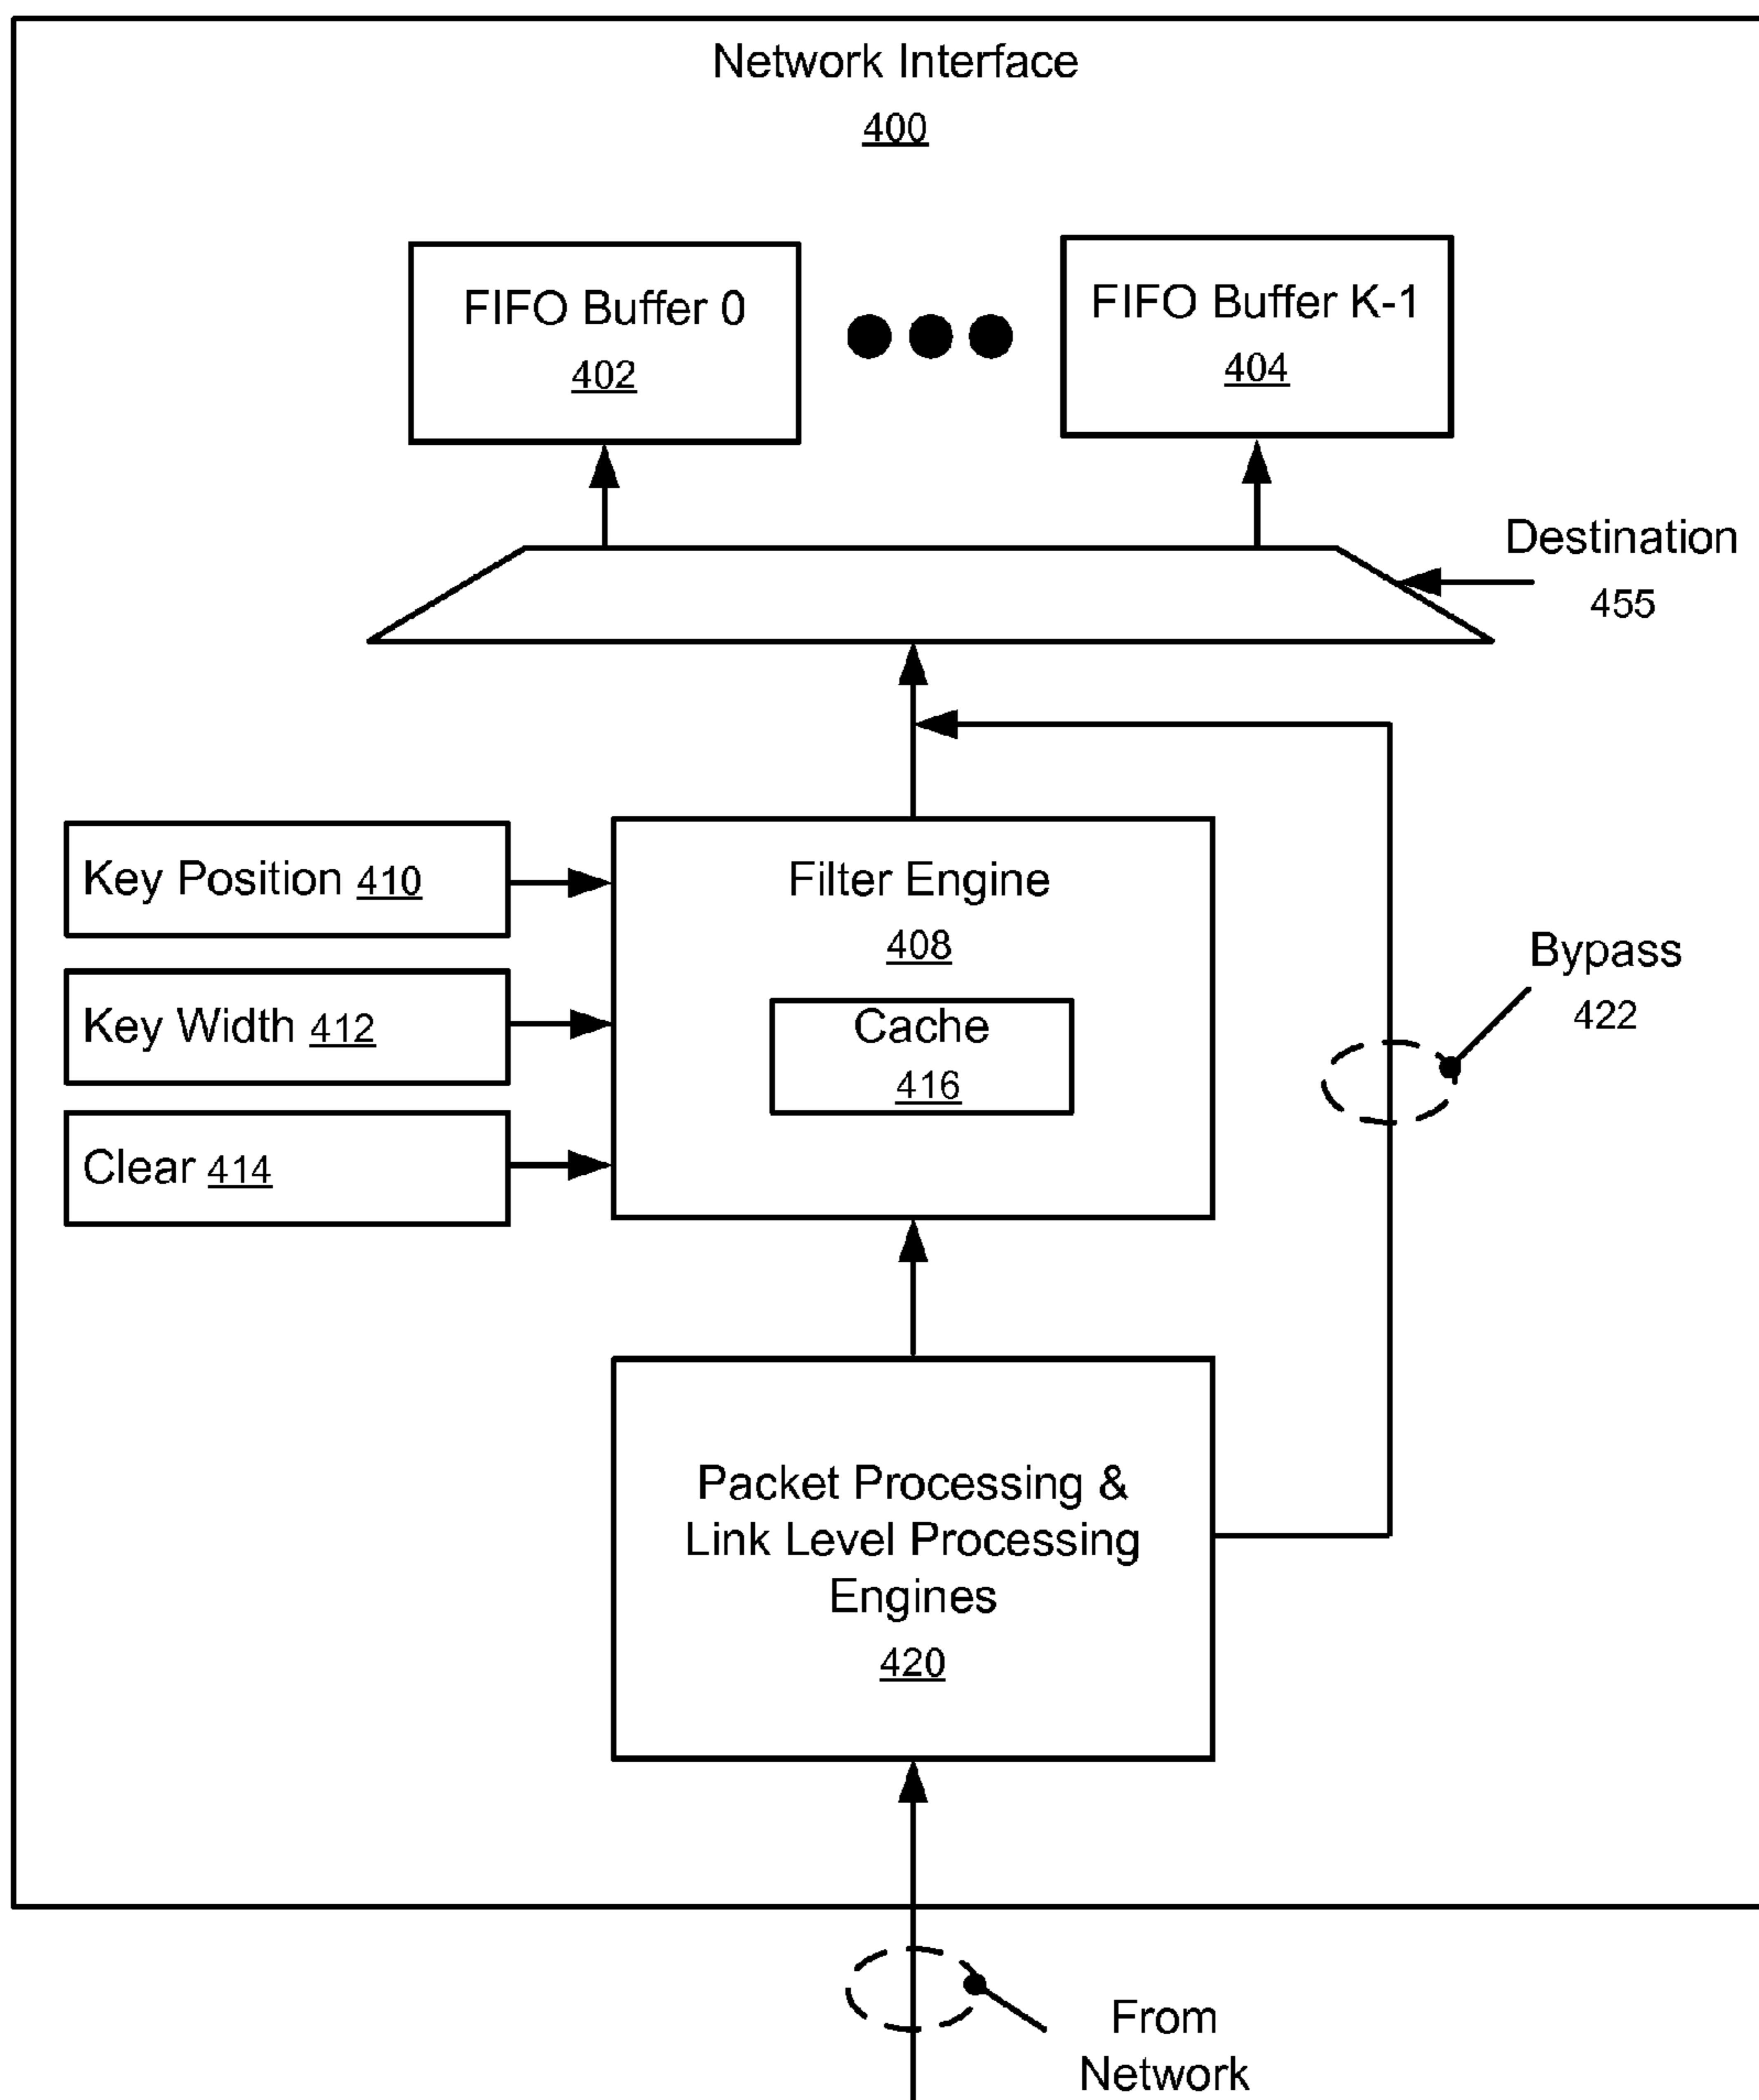 Network Interface
400
FIFO Buffer 0
402
FIFO Buffer K-1
404
Destination
455
Key Position 410
Key Width 412
Clear 414
Filter Engine
408
Cache
416
Bypass
422
Packet Processing &
Link Level Processing
Engines
420
From
Network